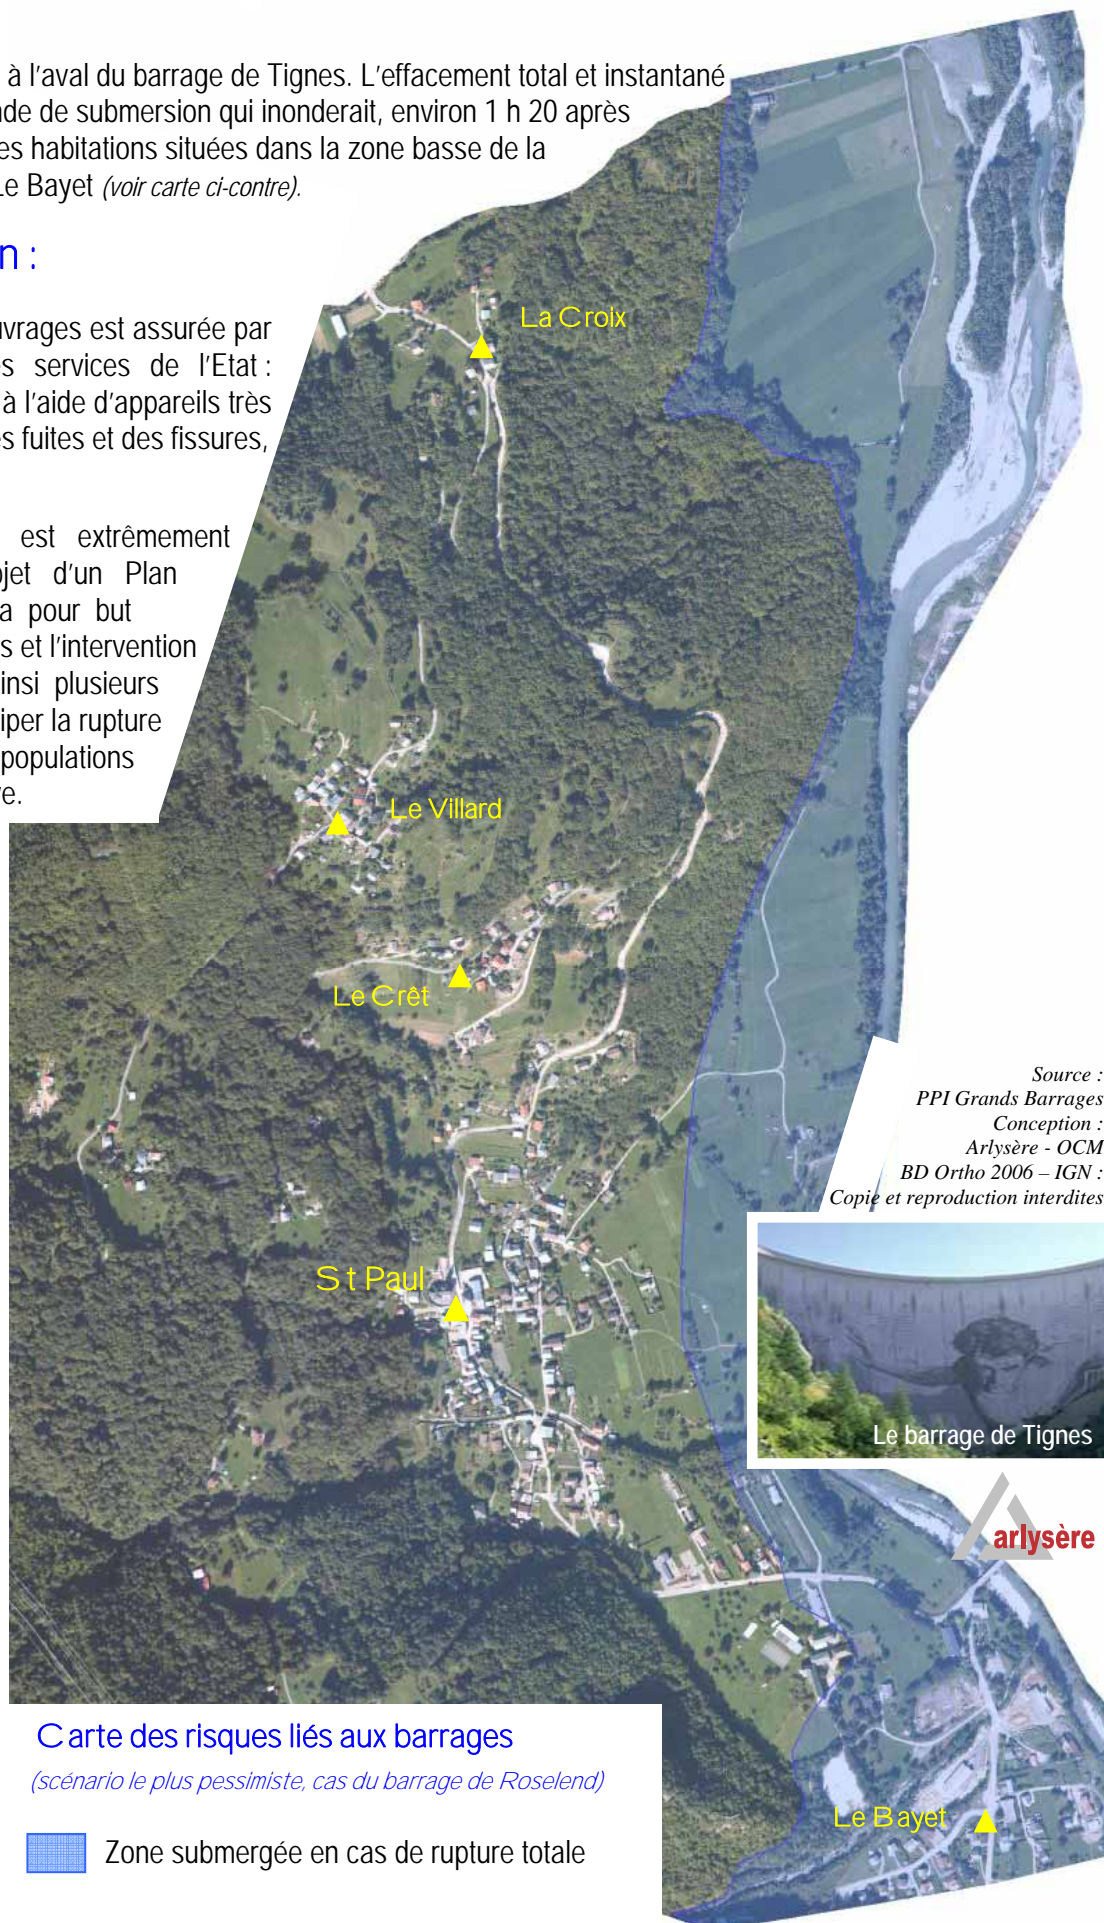 à l'aval du barrage de Tignes. L'effacement total et instantané
de de submersion qui inonderait, environ 1 h 20 après
es habitations situées dans la zone basse de la
Le Bayet (voir carte ci-contre).
n :
uvrages est assurée par
s services de l'Etat :
à l'aide d'appareils très
es fuites et des fissures,
est extrêmement
jet d'un Plan
a pour but
s et l'intervention
insi plusieurs
iper la rupture
populations
e.
La Croix
Le Villard
Le Crêt
St Paul
Source :
PPI Grands Barrages
Conception :
Arlysère - OCM
BD Ortho 2006 – IGN :
Copie et reproduction interdites
Le barrage de Tignes
arlysère
Le Bayet
Carte des risques liés aux barrages
(scénario le plus pessimiste, cas du barrage de Roselend)
Zone submergée en cas de rupture totale